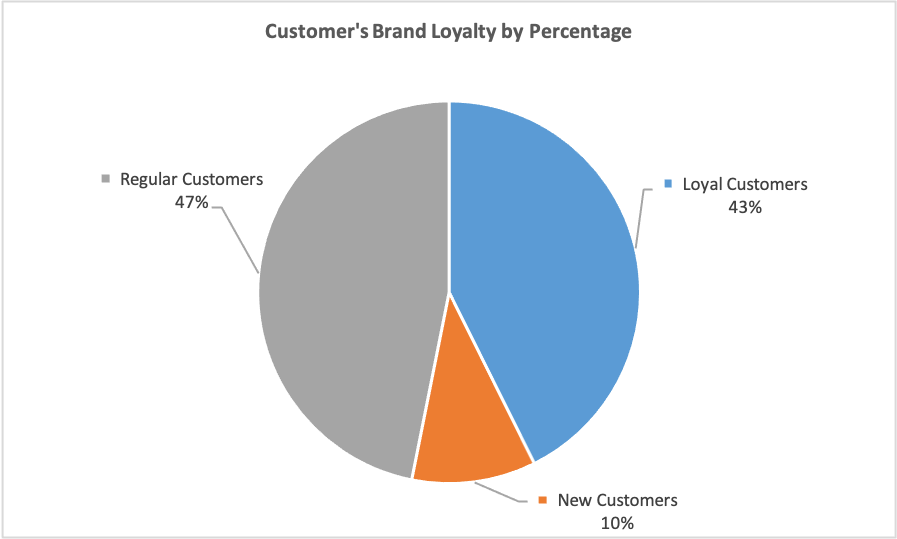 Customer's Brand Loyalty by Percentage
Regular Customers
47%
Loyal Customers
43%
New Customers
10%